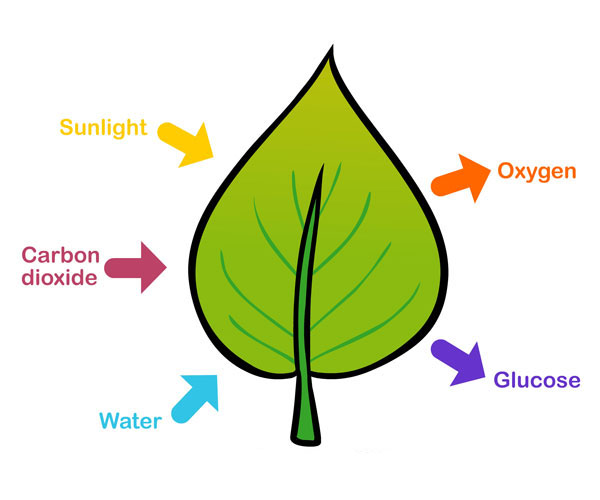 Sunlight
Carbon
dioxide
Water
Oxygen
Glucose